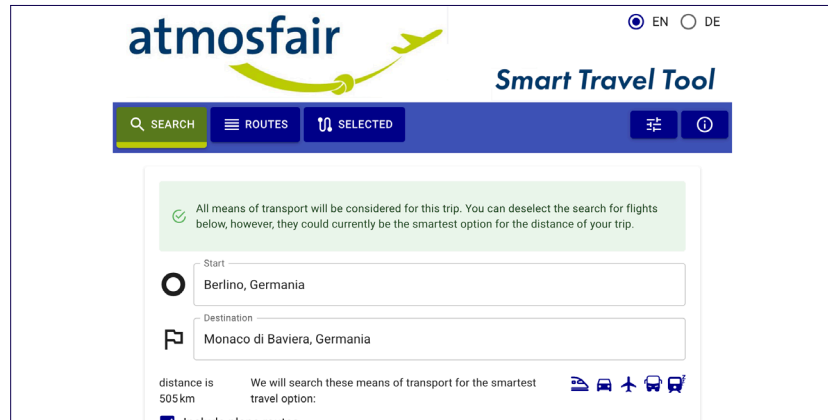 atmosfair
EN DE
Smart Travel Tool
SEARCH ROUTES SELECTED
All means of transport will be considered for this trip. You can deselect the search for flights
below, however, they could currently be the smartest option for the distance of your trip.
Start
Berlino, Germania
Destination
Monaco di Baviera, Germania
distance is
505 km
We will search these means of transport for the smartest
travel option: